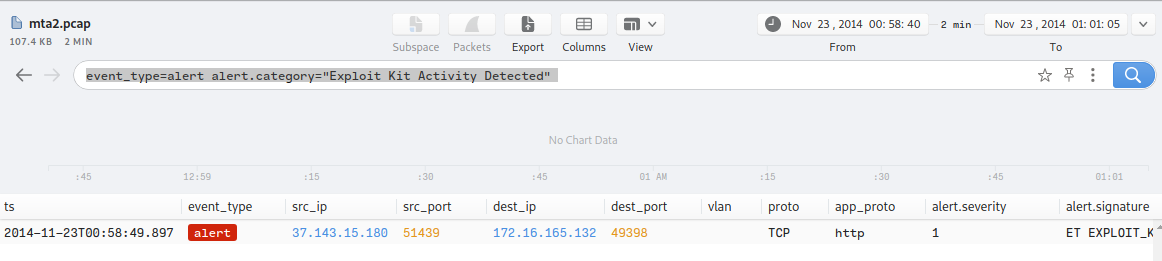 mta2.pcap
107.4 KB 2 MIN
Subspace Packets Export Columns View
Nov 23 , 2014 00: 58: 40 2 min Nov 23 , 2014 01: 01: 05
From To
event_type=alert alert.category="Exploit Kit Activity Detected"
No Chart Data
:45 12:59 :15 :30 :45 01 AM :15 :30 :45 01:01
ts event_type src_ip src_port dest_ip dest_port vlan proto app_proto alert.severity alert.signature
2014-11-23T00:58:49.897 alert 37.143.15.180 51439 172.16.165.132 49398 TCP http 1 ET EXPLOIT_K